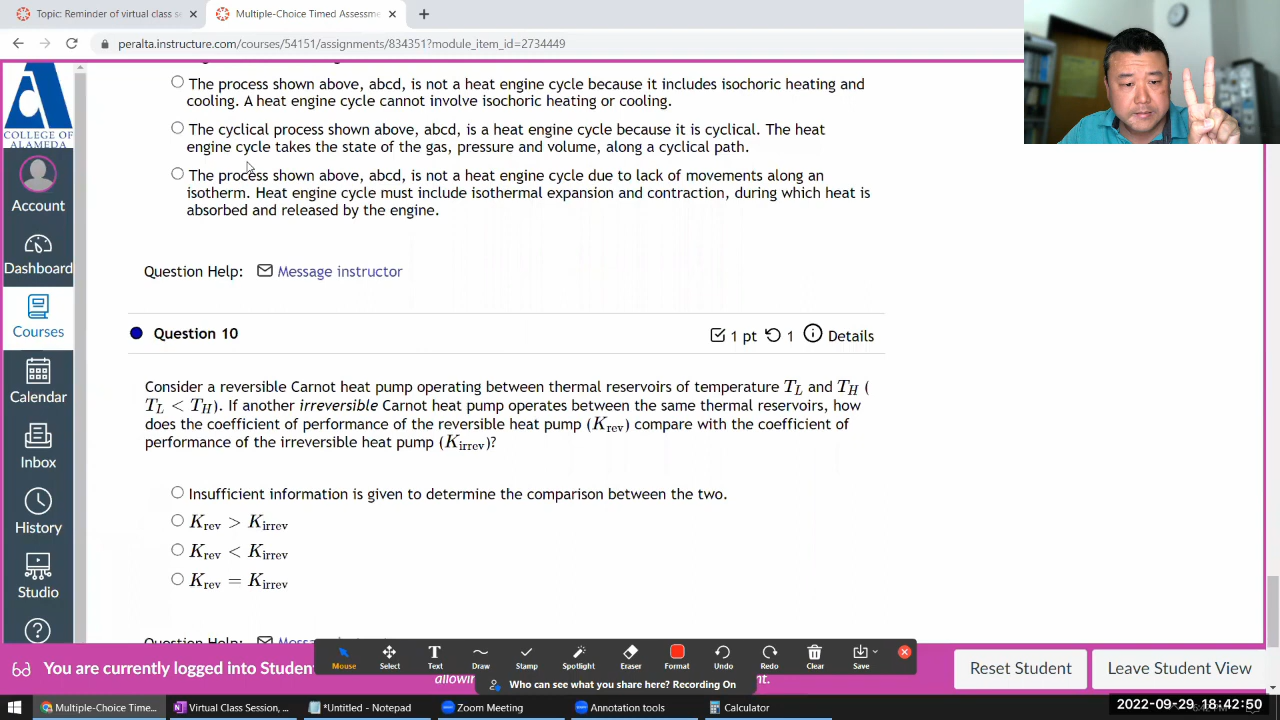 Topic: Reminder of virtual class se
Multiple-Choice Timed Assessme
peralta.instructure.com/courses/54151/assignments/834351?module_item_id=2734449
COLLEGE OF
ALAMEDA
Account
Dashboard
Courses
Calendar
Inbox
History
Studio
The process shown above, abcd, is not a heat engine cycle because it includes isochoric heating and
cooling. A heat engine cycle cannot involve isochoric heating or cooling.
The cyclical process shown above, abcd, is a heat engine cycle because it is cyclical. The heat
engine cycle takes the state of the gas, pressure and volume, along a cyclical path.
The process shown above, abcd, is not a heat engine cycle due to lack of movements along an
isotherm. Heat engine cycle must include isothermal expansion and contraction, during which heat is
absorbed and released by the engine.
Question Help: Message instructor
Question 10
1 pt 1 Details
Consider a reversible Carnot heat pump operating between thermal reservoirs of temperature T_L and T_H (
T_L < T_H). If another irreversible Carnot heat pump operates between the same thermal reservoirs, how
does the coefficient of performance of the reversible heat pump (K_rev) compare with the coefficient of
performance of the irreversible heat pump (K_irrev)?
Insufficient information is given to determine the comparison between the two.
K_rev > K_irrev
K_rev < K_irrev
K_rev = K_irrev
Question Help:
Mouse
Select
Text
Draw
Stamp
Spotlight
Eraser
Format
Undo
Redo
Clear
Save
You are currently logged into Studen
Who can see what you share here? Recording On
Reset Student
Leave Student View
Multiple-Choice Time...
Virtual Class Session, ...
*Untitled - Notepad
Zoom Meeting
Annotation tools
Calculator
2022-09-29 18:42:50